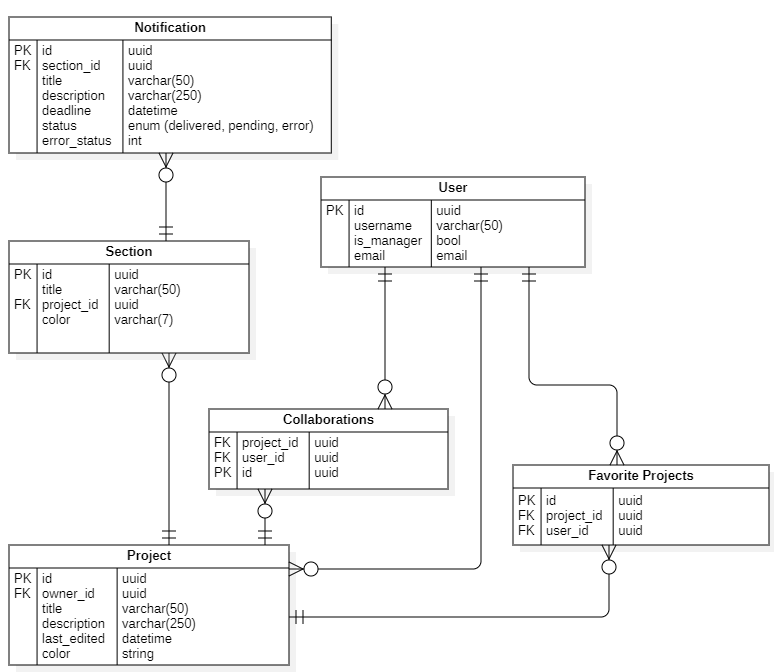 Notification
PK id uuid
FK section_id uuid
title varchar(50)
description varchar(250)
deadline datetime
status enum (delivered, pending, error)
error_status int
User
PK id uuid
username varchar(50)
is_manager bool
email email
Section
PK id uuid
title varchar(50)
FK project_id uuid
color varchar(7)
Collaborations
FK project_id uuid
FK user_id uuid
PK id uuid
Favorite Projects
PK id uuid
FK project_id uuid
FK user_id uuid
Project
PK id uuid
FK owner_id uuid
title varchar(50)
description varchar(250)
last_edited datetime
color string